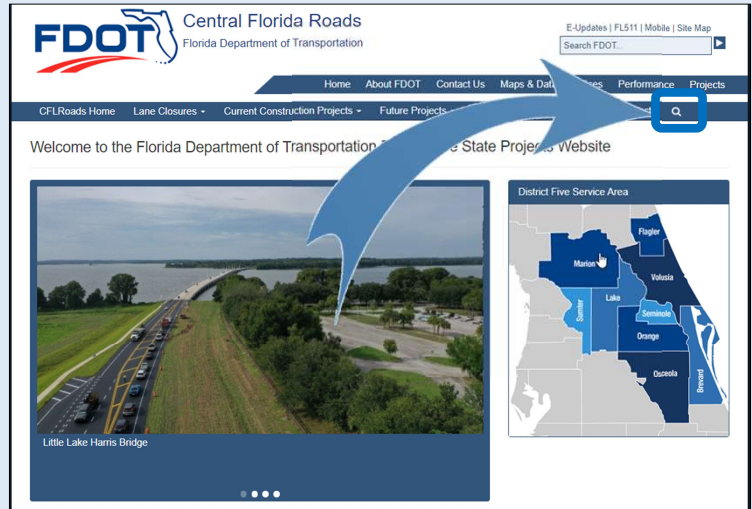 FDOT
Central Florida Roads
Florida Department of Transportation
E-Updates | FL511 | Mobile | Site Map
Search FDOT...
Home About FDOT Contact Us Maps & Data Performance Projects
CFLRoads Home Lane Closures Current Construction Projects Future Projects
Welcome to the Florida Department of Transportation State Projects Website
Little Lake Harris Bridge
District Five Service Area
Flagler
Marion
Volusia
Lake
Sumter
Seminole
Orange
Osceola
Brevard